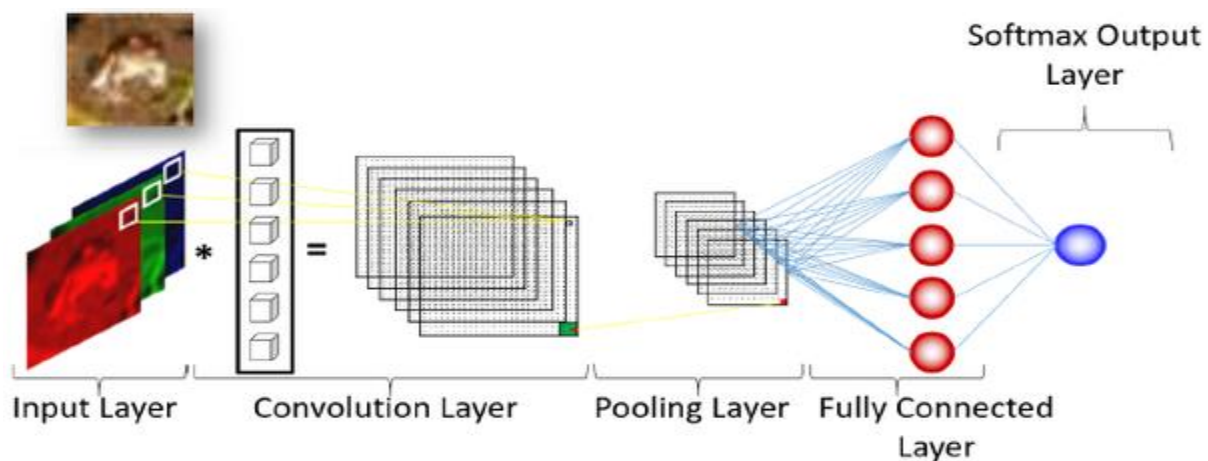 Softmax Output
Layer
*
=
Input Layer
Convolution Layer
Pooling Layer
Fully Connected
Layer